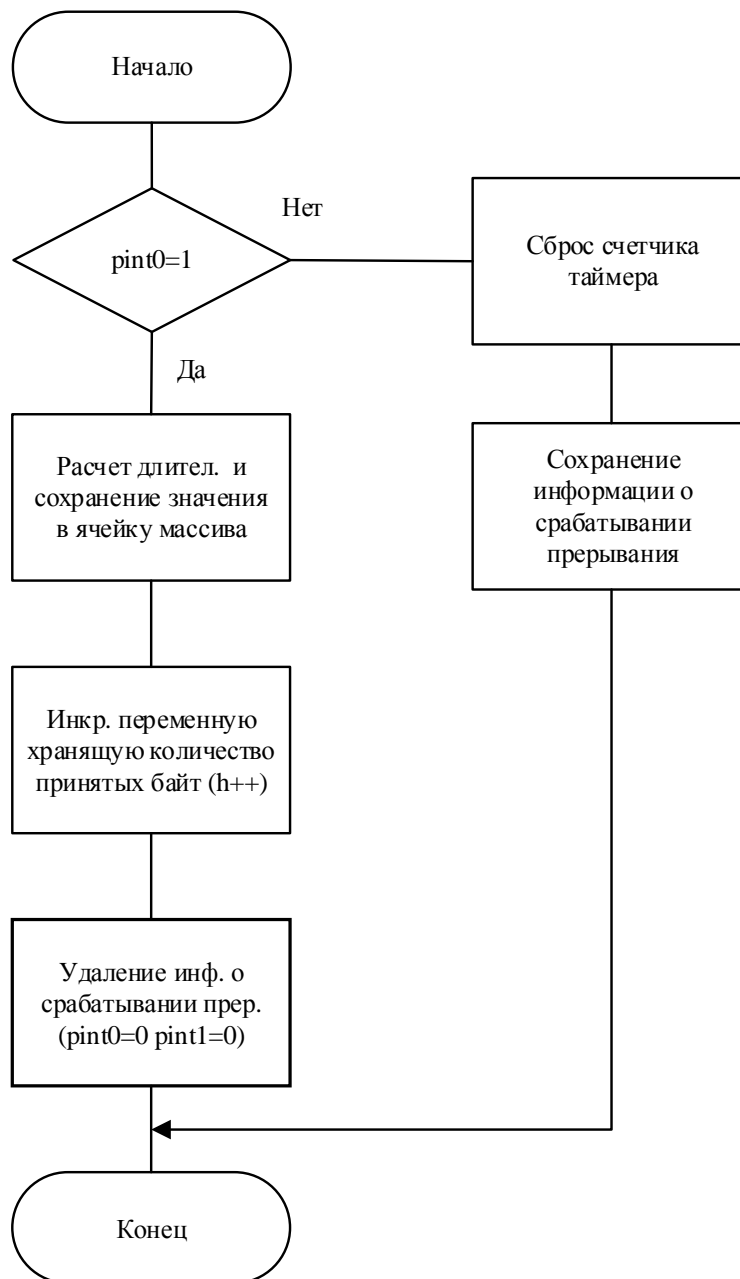 Начало
Нет
pint0=1
Сброс счетчика
таймера
Да
Расчет длител. и
сохранение значения
в ячейку массива
Сохранение
информации о
срабатывании
прерывания
Инкр. переменную
хранящую количество
принятых байт (h++)
Удаление инф. о
срабатывании прер.
(pint0=0 pint1=0)
Конец